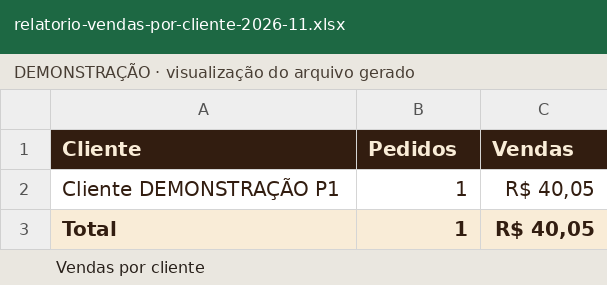 relatorio-vendas-por-cliente-2026-11.xlsx
DEMONSTRAÇÃO · visualização do arquivo gerado
A B C
1 Cliente Pedidos Vendas
2 Cliente DEMONSTRAÇÃO P1 1 R$ 40,05
3 Total 1 R$ 40,05
Vendas por cliente